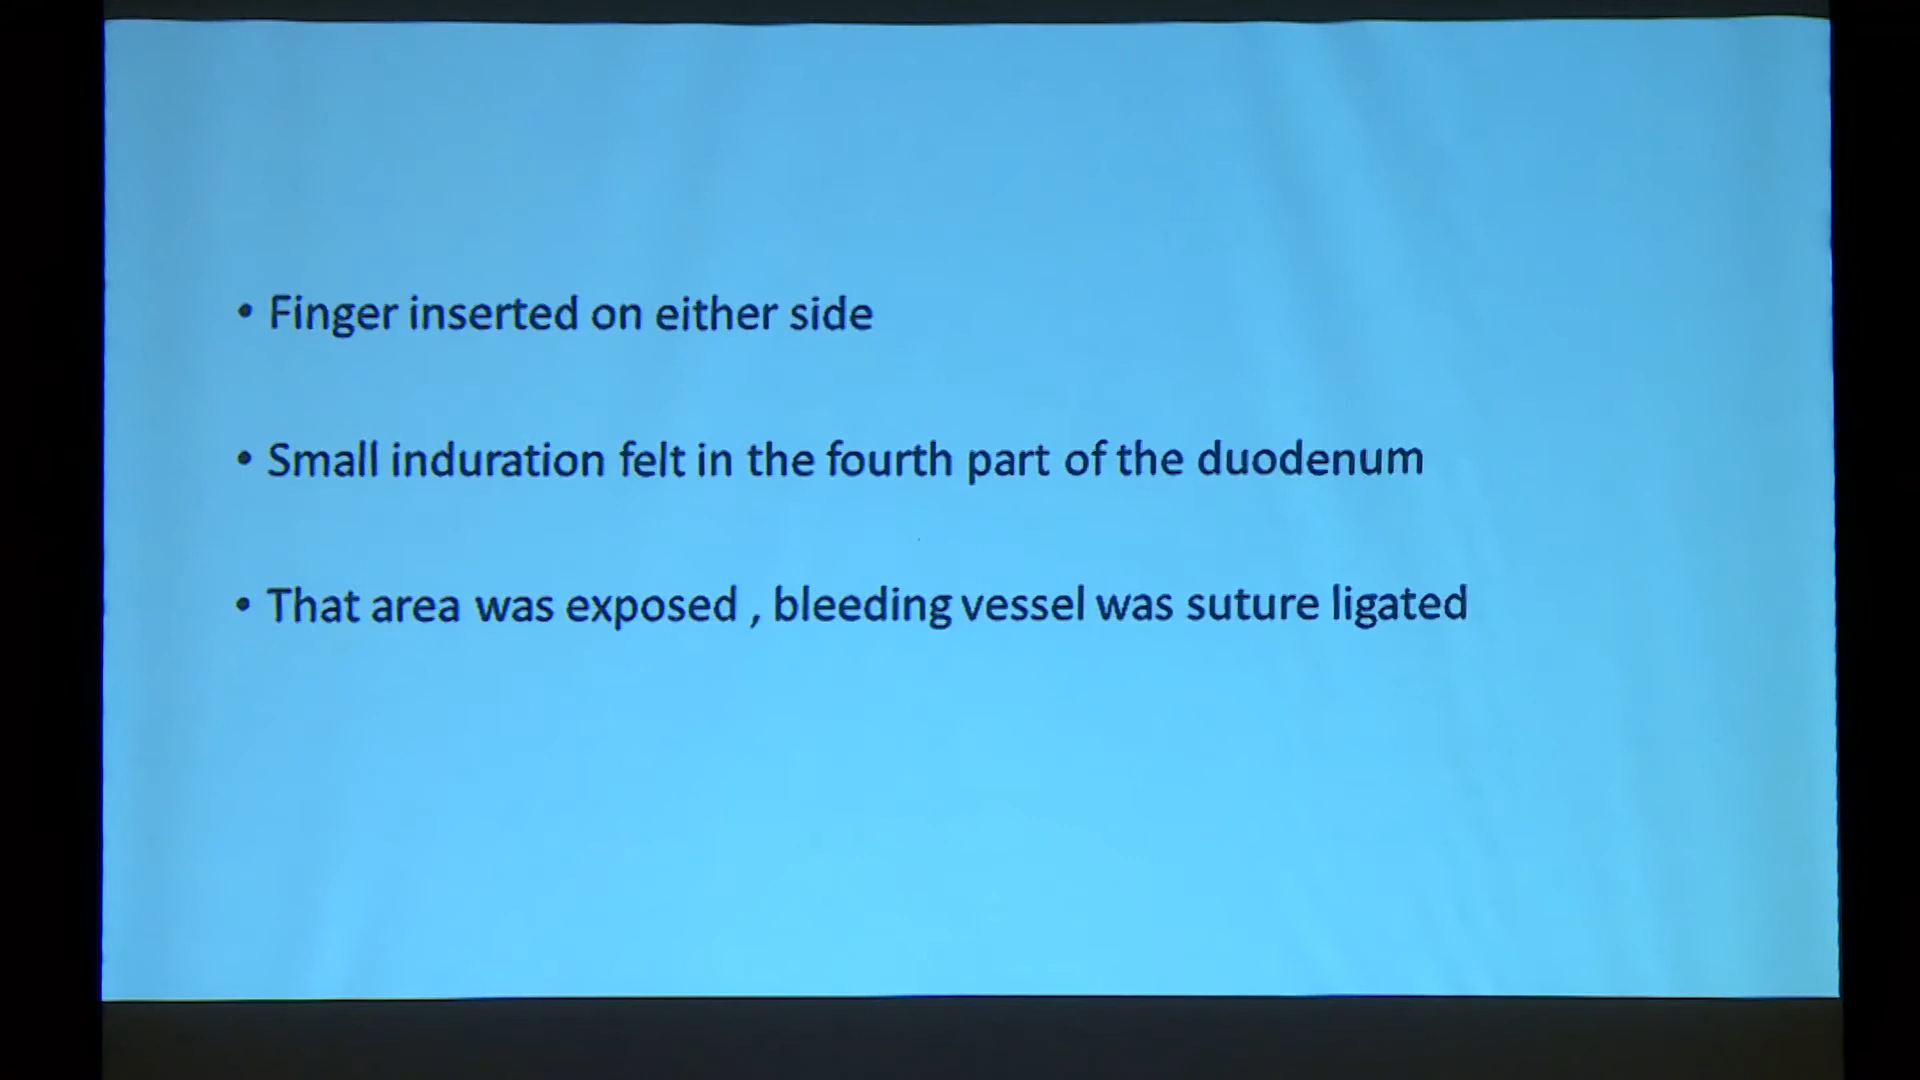 • Finger inserted on either side
• Small induration felt in the fourth part of the duodenum
• That area was exposed , bleeding vessel was suture ligated